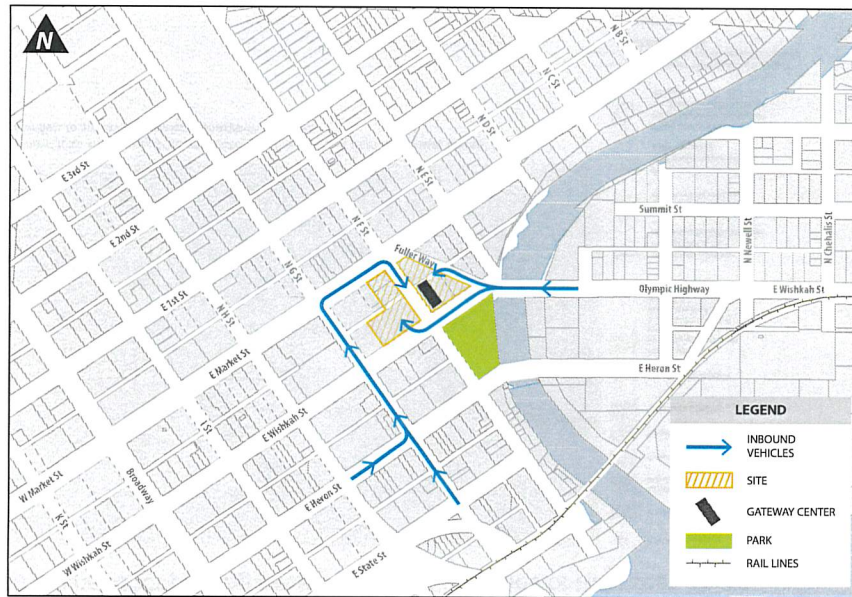 N
N B St
N C St
N D St
N E St
N F St
N G St
N H St
I St
Broadway
K St
E 3rd St
E 2nd St
E 1st St
E Market St
E Wishkah St
W Market St
W Wishkah St
E Heron St
E State St
Fuller Way
Summit St
N Newell St
N Chehalis St
Olympic Highway
E Wishkah St
E Heron St
LEGEND
INBOUND
VEHICLES
SITE
GATEWAY CENTER
PARK
RAIL LINES